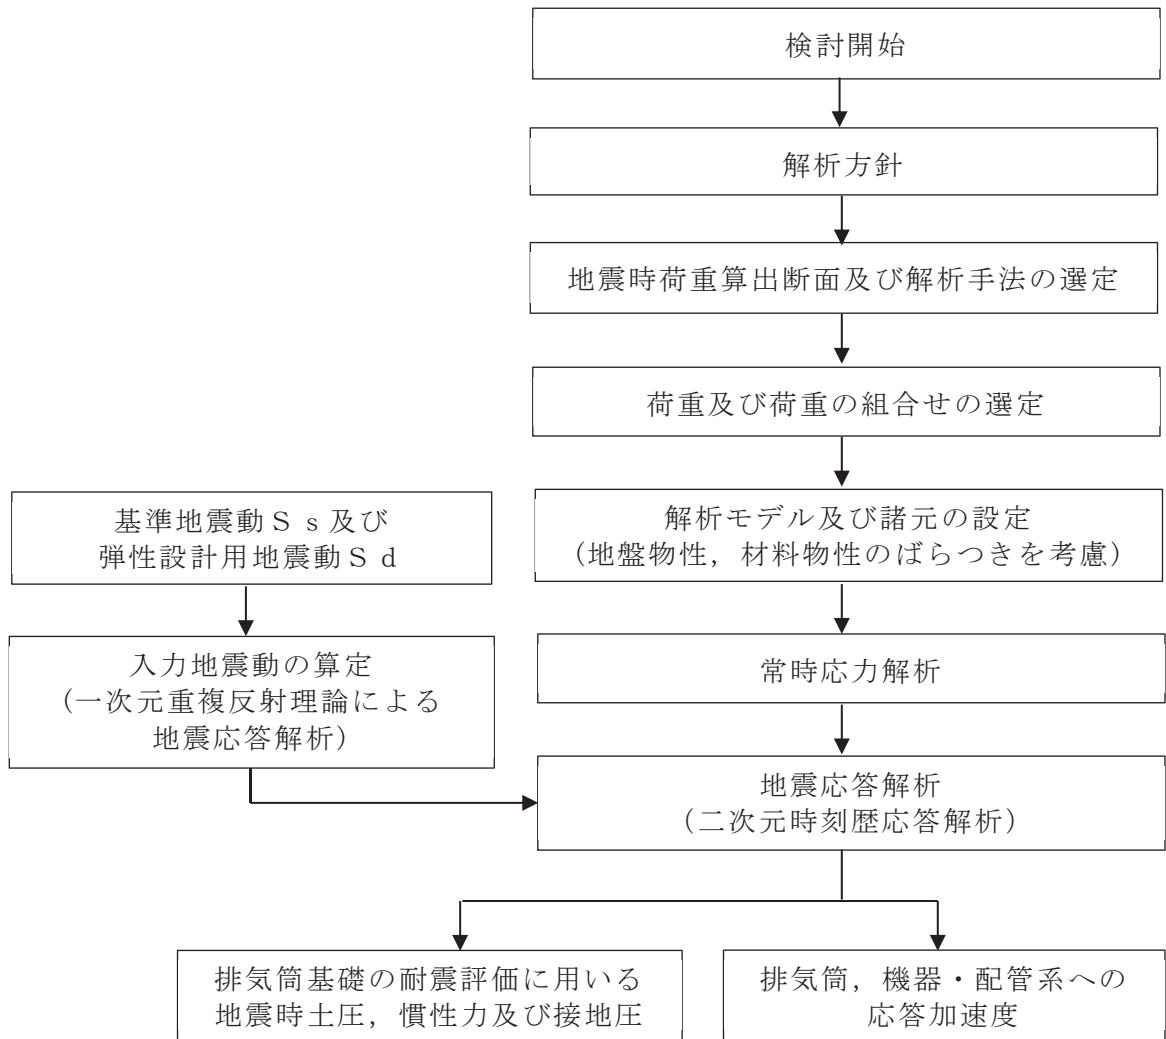 検討開始
解析方針
地震時荷重算出断面及び解析手法の選定
荷重及び荷重の組合せの選定
基準地震動Ｓｓ及び
弾性設計用地震動Ｓｄ
解析モデル及び諸元の設定
（地盤物性，材料物性のばらつきを考慮）
入力地震動の算定
（一次元重複反射理論による
地震応答解析）
常時応力解析
地震応答解析
（二次元時刻歴応答解析）
排気筒基礎の耐震評価に用いる
地震時土圧，慣性力及び接地圧
排気筒，機器・配管系への
応答加速度